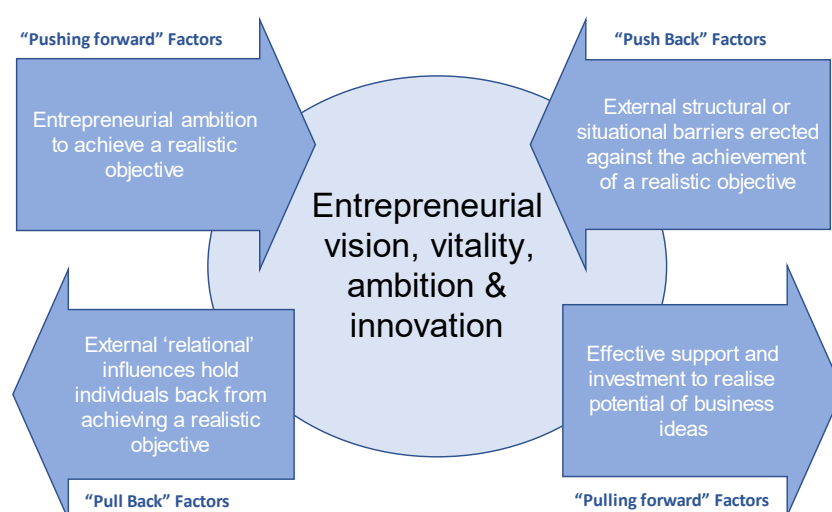 “Pushing forward” Factors
“Push Back” Factors
Entrepreneurial ambition
to achieve a realistic
objective
External structural or
situational barriers erected
against the achievement
of a realistic objective
Entrepreneurial
vision, vitality,
ambition &
innovation
External ‘relational’
influences hold
individuals back from
achieving a realistic
objective
Effective support and
investment to realise
potential of business
ideas
“Pull Back” Factors
“Pulling forward” Factors